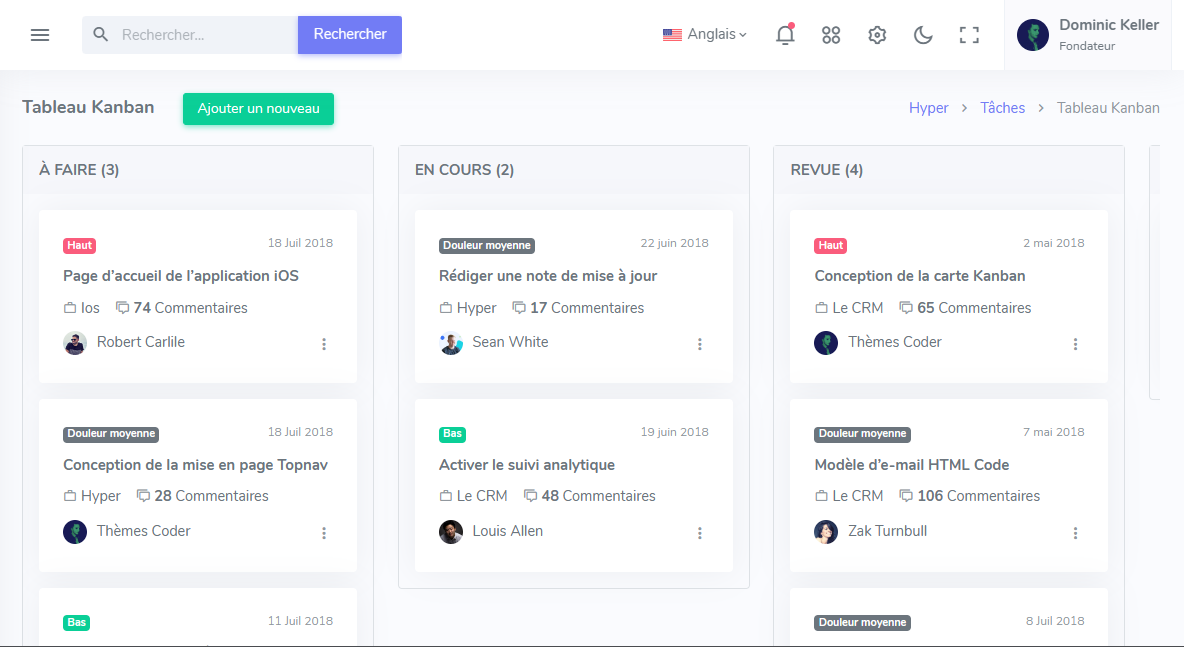 Rechercher...
Rechercher
Anglais
Dominic Keller
Fondateur
Tableau Kanban
Ajouter un nouveau
Hyper > Tâches > Tableau Kanban
À FAIRE (3)
Haut
18 Juil 2018
Page d’accueil de l’application iOS
Ios
74 Commentaires
Robert Carlile
Douleur moyenne
18 Juil 2018
Conception de la mise en page Topnav
Hyper
28 Commentaires
Thèmes Coder
Bas
11 Juil 2018
EN COURS (2)
Douleur moyenne
22 juin 2018
Rédiger une note de mise à jour
Hyper
17 Commentaires
Sean White
Bas
19 juin 2018
Activer le suivi analytique
Le CRM
48 Commentaires
Louis Allen
REVUE (4)
Haut
2 mai 2018
Conception de la carte Kanban
Le CRM
65 Commentaires
Thèmes Coder
Douleur moyenne
7 mai 2018
Modèle d’e-mail HTML Code
Le CRM
106 Commentaires
Zak Turnbull
Douleur moyenne
8 Juil 2018